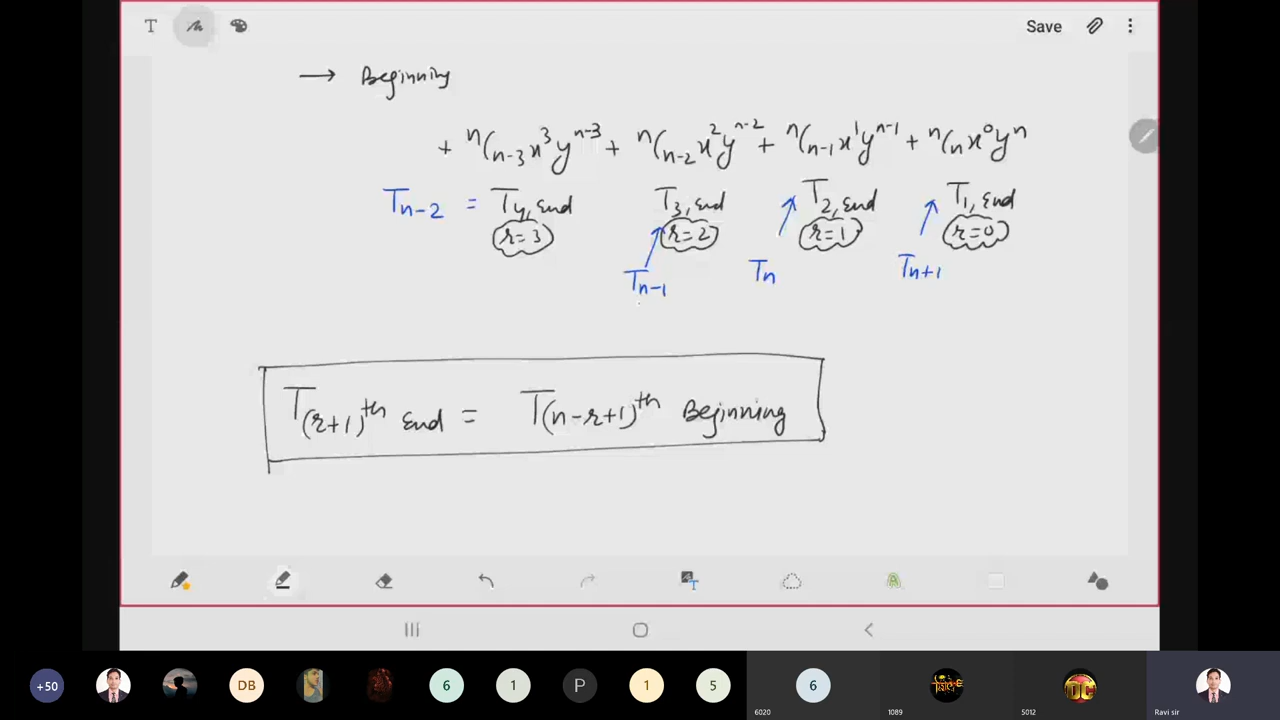 T Save
→ Beginning
+ ⁿC_{n-3} x³ y^{n-3} + ⁿC_{n-2} x² y^{n-2} + ⁿC_{n-1} x¹ y^{n-1} + ⁿC_n x⁰ yⁿ
T_{n-2} = T_{4, End} T_{3, End} T_{2, End} T_{1, End}
r=3 r=2 r=1 r=0
T_{n-1} T_n T_{n+1}
T_{(r+1)}^{th} End = T_{(n-r+1)}^{th} Beginning
+50 DB 6 1 P 1 5 6
6020 1089 5012 Ravi sir